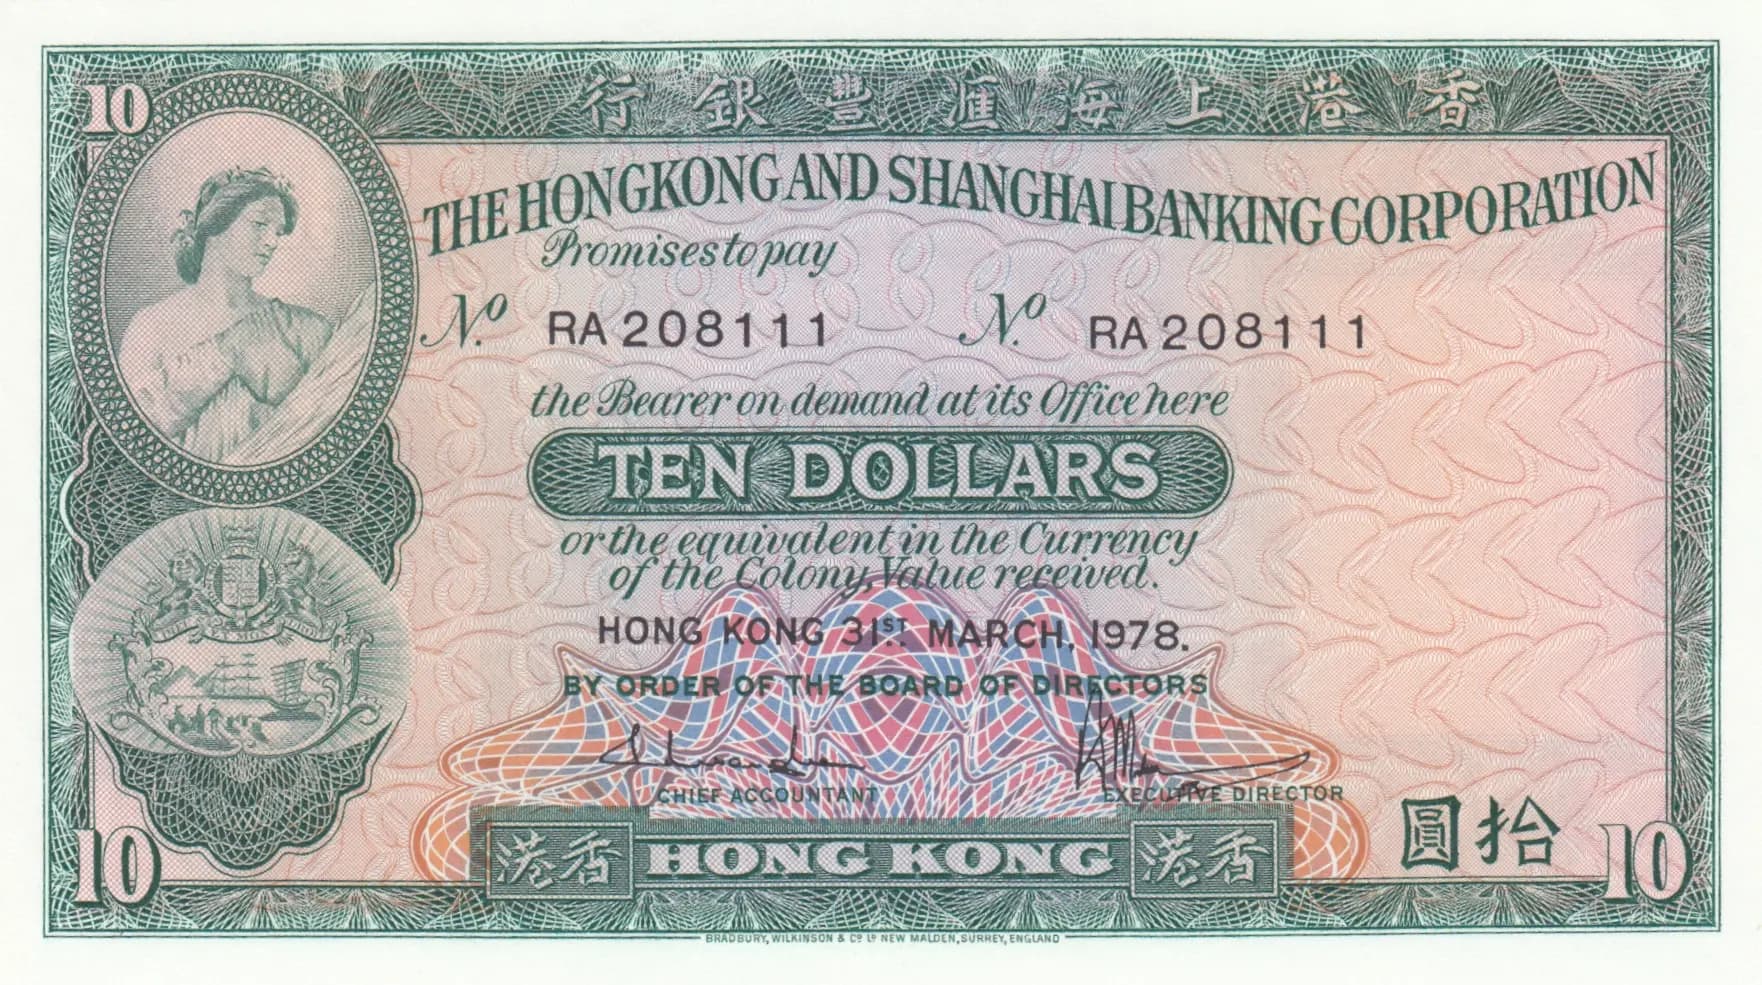 10
行銀豐滙海上港香
THE HONGKONG AND SHANGHAI BANKING CORPORATION
Promises to pay
Nº RA 208111 Nº RA 208111
the Bearer on demand at its Office here
TEN DOLLARS
or the equivalent in the Currency
of the Colony, Value received.
HONG KONG 31ST MARCH, 1978.
BY ORDER OF THE BOARD OF DIRECTORS
CHIEF ACCOUNTANT EXECUTIVE DIRECTOR
圓拾
10 港香 HONG KONG 港香 10
BRADBURY, WILKINSON & Cº Lº NEW MALDEN, SURREY, ENGLAND